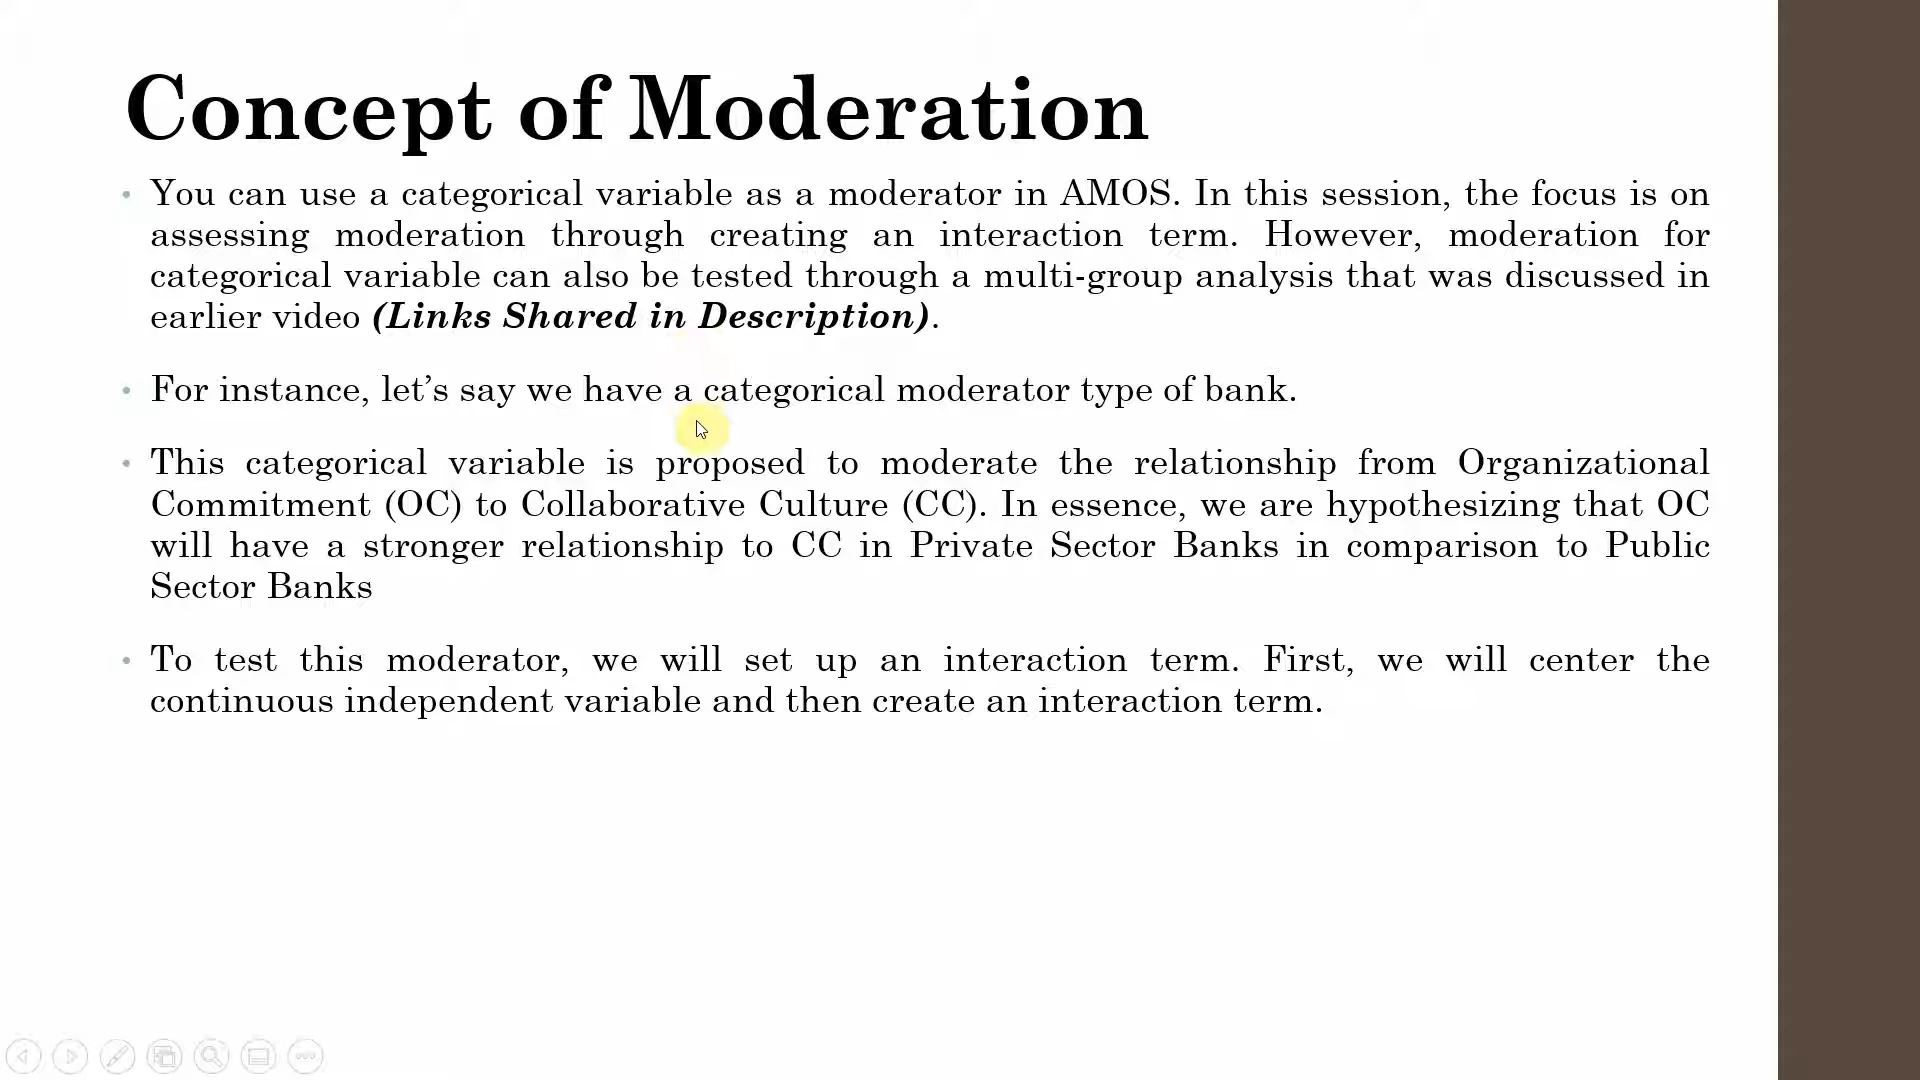 Concept of Moderation
• You can use a categorical variable as a moderator in AMOS. In this session, the focus is on
assessing moderation through creating an interaction term. However, moderation for
categorical variable can also be tested through a multi-group analysis that was discussed in
earlier video (Links Shared in Description).
• For instance, let’s say we have a categorical moderator type of bank.
• This categorical variable is proposed to moderate the relationship from Organizational
Commitment (OC) to Collaborative Culture (CC). In essence, we are hypothesizing that OC
will have a stronger relationship to CC in Private Sector Banks in comparison to Public
Sector Banks
• To test this moderator, we will set up an interaction term. First, we will center the
continuous independent variable and then create an interaction term.